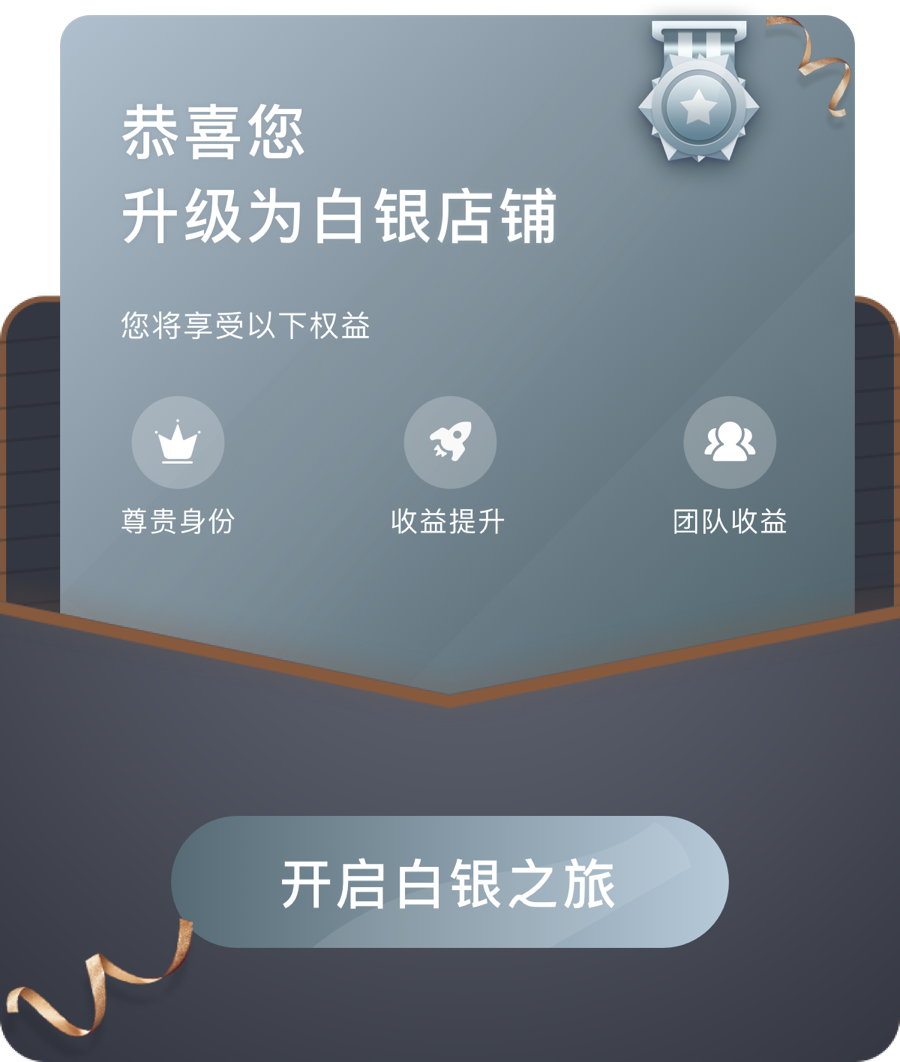 恭喜您
升级为白银店铺
您将享受以下权益
尊贵身份
收益提升
团队收益
开启白银之旅